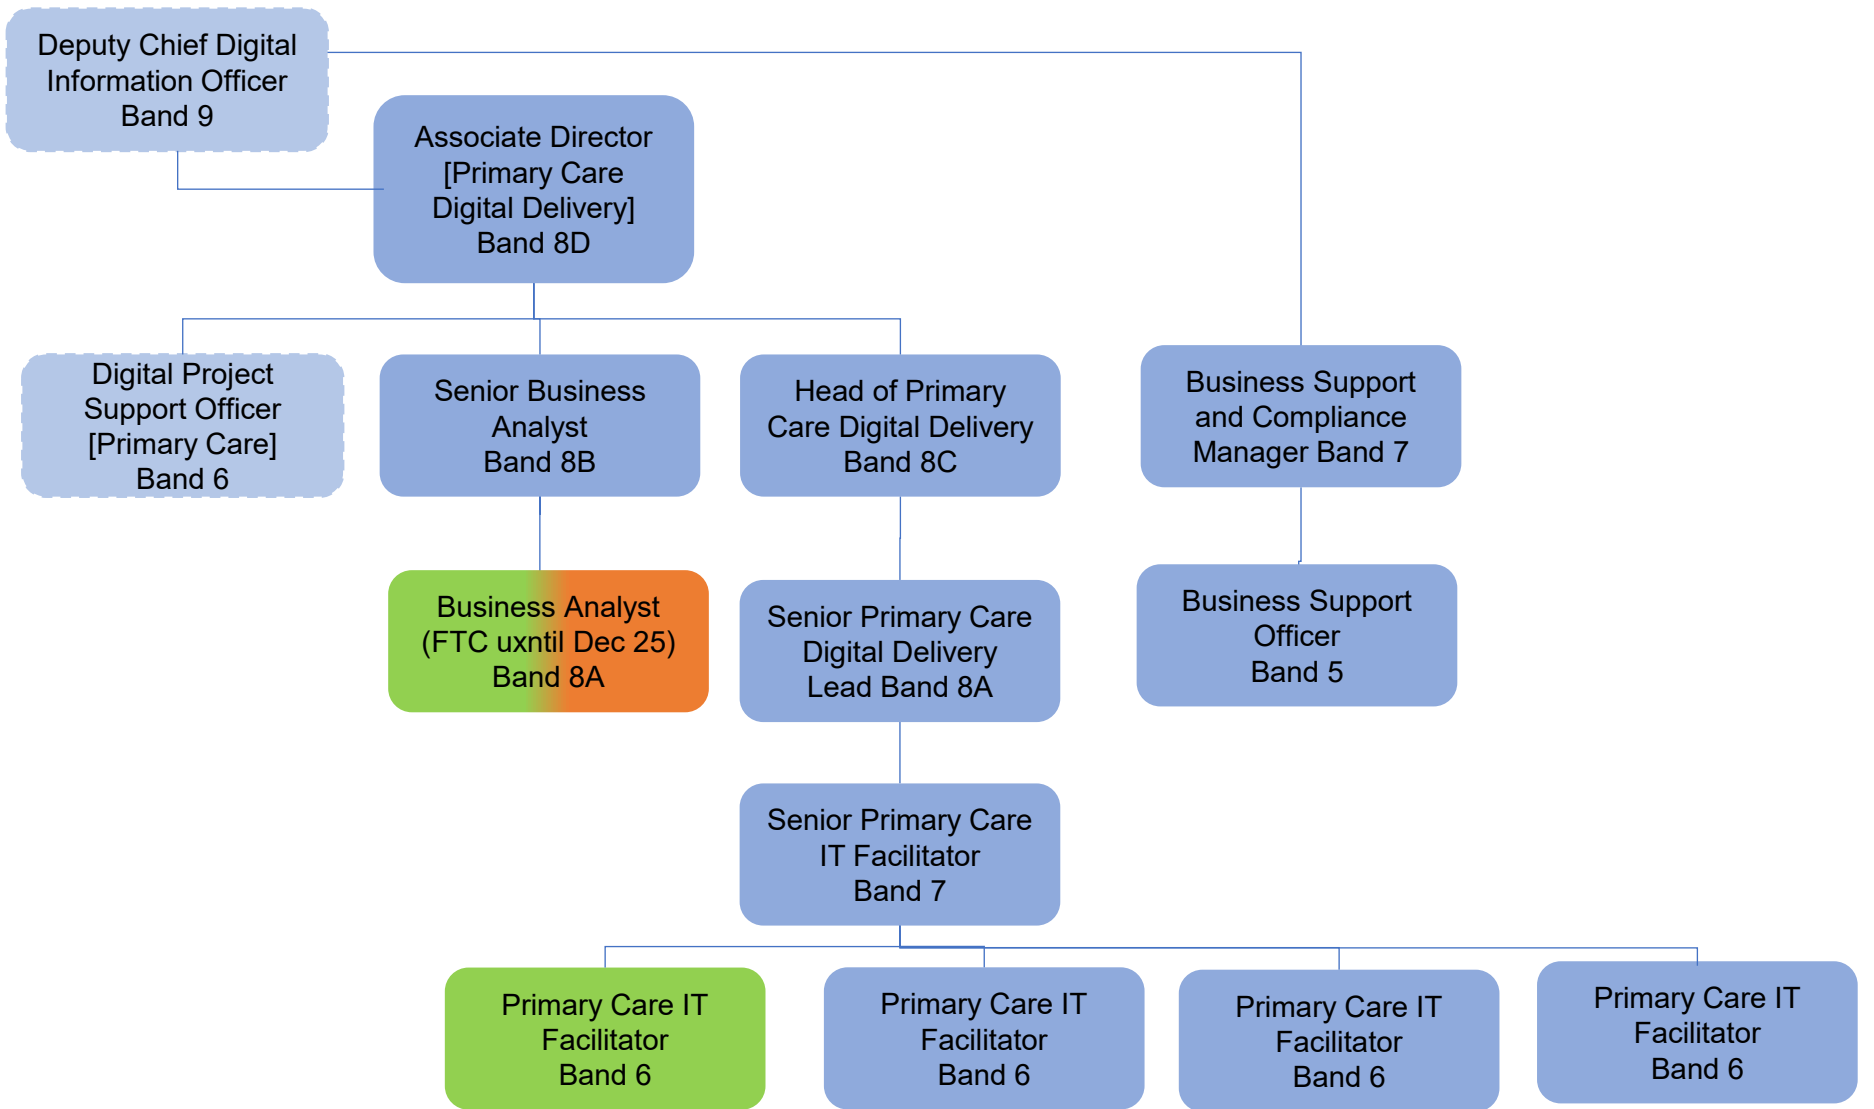 Deputy Chief Digital
Information Officer
Band 9
Associate Director
[Primary Care
Digital Delivery]
Band 8D
Digital Project
Support Officer
[Primary Care]
Band 6
Senior Business
Analyst
Band 8B
Head of Primary
Care Digital Delivery
Band 8C
Business Support
and Compliance
Manager Band 7
Business Analyst
(FTC uxntil Dec 25)
Band 8A
Senior Primary Care
Digital Delivery
Lead Band 8A
Business Support
Officer
Band 5
Senior Primary Care
IT Facilitator
Band 7
Primary Care IT
Facilitator
Band 6
Primary Care IT
Facilitator
Band 6
Primary Care IT
Facilitator
Band 6
Primary Care IT
Facilitator
Band 6